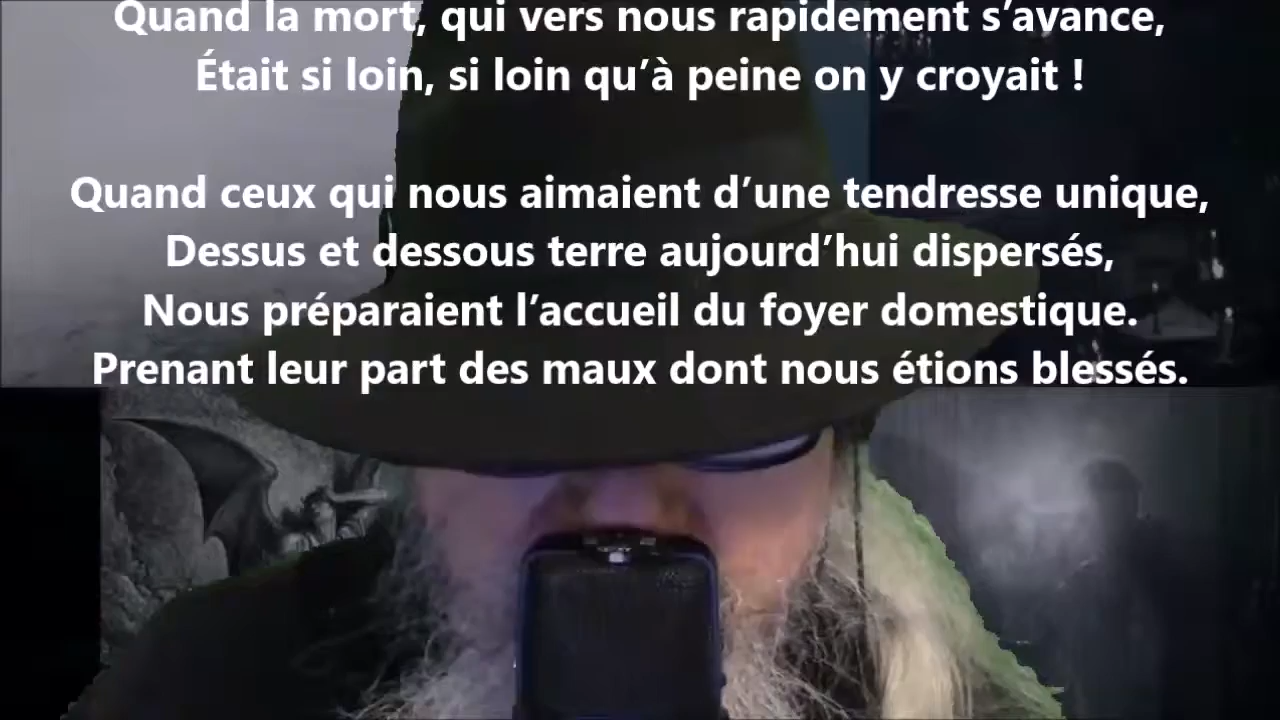 Quand la mort, qui vers nous rapidement s’avance,
Était si loin, si loin qu’à peine on y croyait !
Quand ceux qui nous aimaient d’une tendresse unique,
Dessus et dessous terre aujourd’hui dispersés,
Nous préparaient l’accueil du foyer domestique.
Prenant leur part des maux dont nous étions blessés.